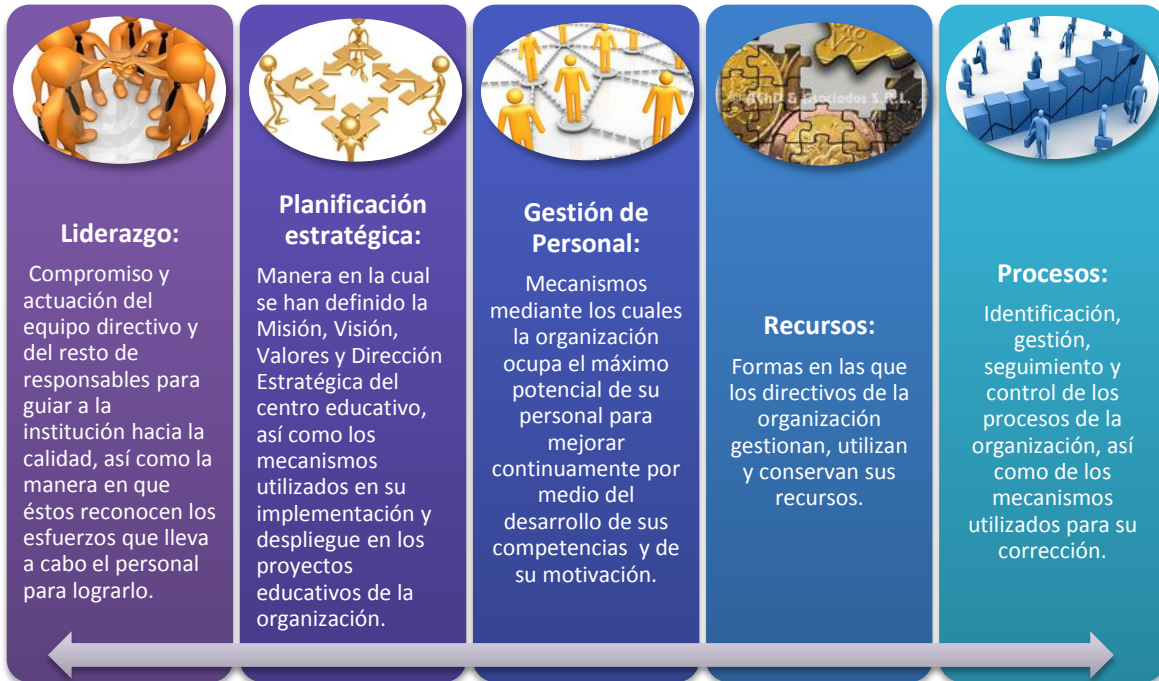 Liderazgo:
Compromiso y
actuación del
equipo directivo y
del resto de
responsables para
guiar a la
institución hacia la
calidad, así como la
manera en que
éstos reconocen los
esfuerzos que lleva
a cabo el personal
para lograrlo.
Planificación
estratégica:
Manera en la cual
se han definido la
Misión, Visión,
Valores y Dirección
Estratégica del
centro educativo,
así como los
mecanismos
utilizados en su
implementación y
despliegue en los
proyectos
educativos de la
organización.
Gestión de
Personal:
Mecanismos
mediante los cuales
la organización
ocupa el máximo
potencial de su
personal para
mejorar
continuamente por
medio del
desarrollo de sus
competencias y de
su motivación.
& Asociados S.R.L.
Recursos:
Formas en las que
los directivos de la
organización
gestionan, utilizan
y conservan sus
recursos.
Procesos:
Identificación,
gestión,
seguimiento y
control de los
procesos de la
organización, así
como de los
mecanismos
utilizados para su
corrección.